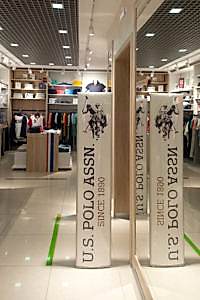 U.S. POLO ASSN.
SINCE 1890
U.S. POLO ASSN
SINCE 1890